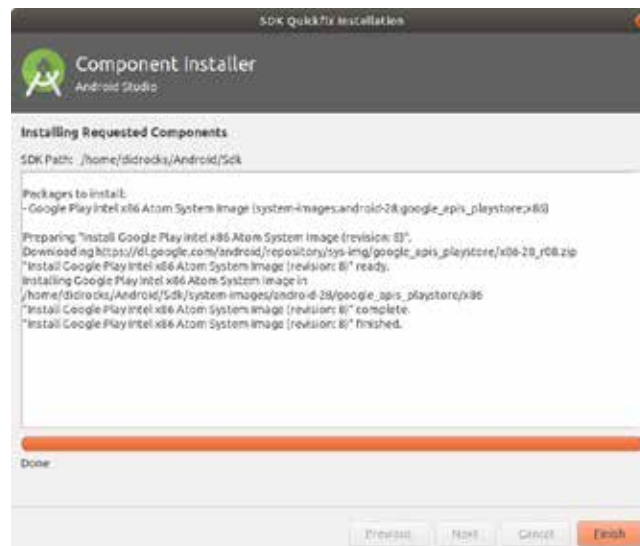 SDK Quickfix Installation
Component Installer
Android Studio
Installing Requested Components
SDK Path: /home/didrocks/Android/Sdk
Packages to install:
- Google Play Intel x86 Atom System Image (system-images;android-28;google_apis_playstore;x86)
Preparing "Install Google Play Intel x86 Atom System Image (revision: 8)".
Downloading https://dl.google.com/android/repository/sys-img/google_apis_playstore/x86-28_r08.zip
"Install Google Play Intel x86 Atom System Image (revision: 8)" ready.
Installing Google Play Intel x86 Atom System Image in
/home/didrocks/Android/Sdk/system-images/android-28/google_apis_playstore/x86
"Install Google Play Intel x86 Atom System Image (revision: 8)" complete.
"Install Google Play Intel x86 Atom System Image (revision: 8)" finished.
Done
Previous Next Cancel Finish